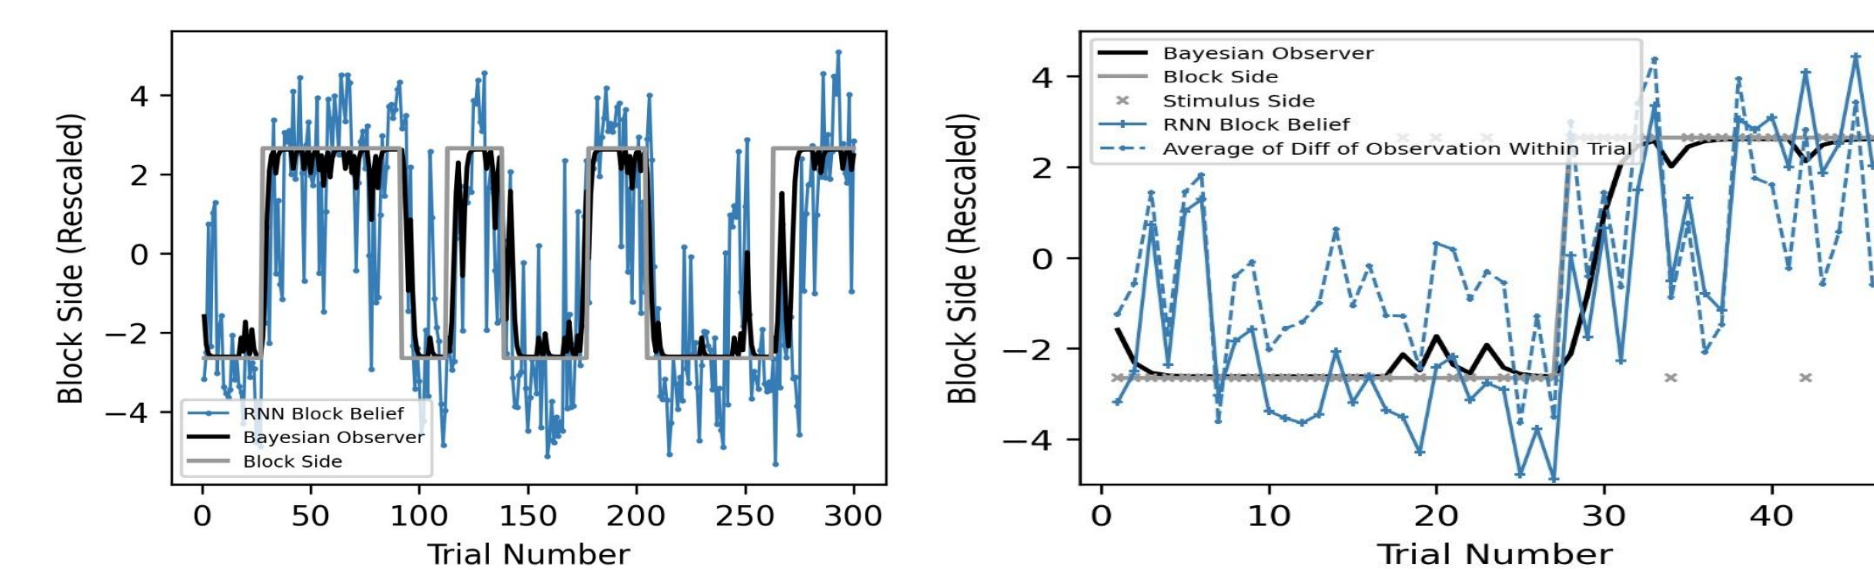 Block Side (Rescaled)
4
2
0
−2
−4
RNN Block Belief
Bayesian Observer
Block Side
0 50 100 150 200 250 300
Trial Number
Block Side (Rescaled)
4
2
0
−2
−4
Bayesian Observer
Block Side
Stimulus Side
RNN Block Belief
Average of Diff of Observation Within Trial
0 10 20 30 40
Trial Number